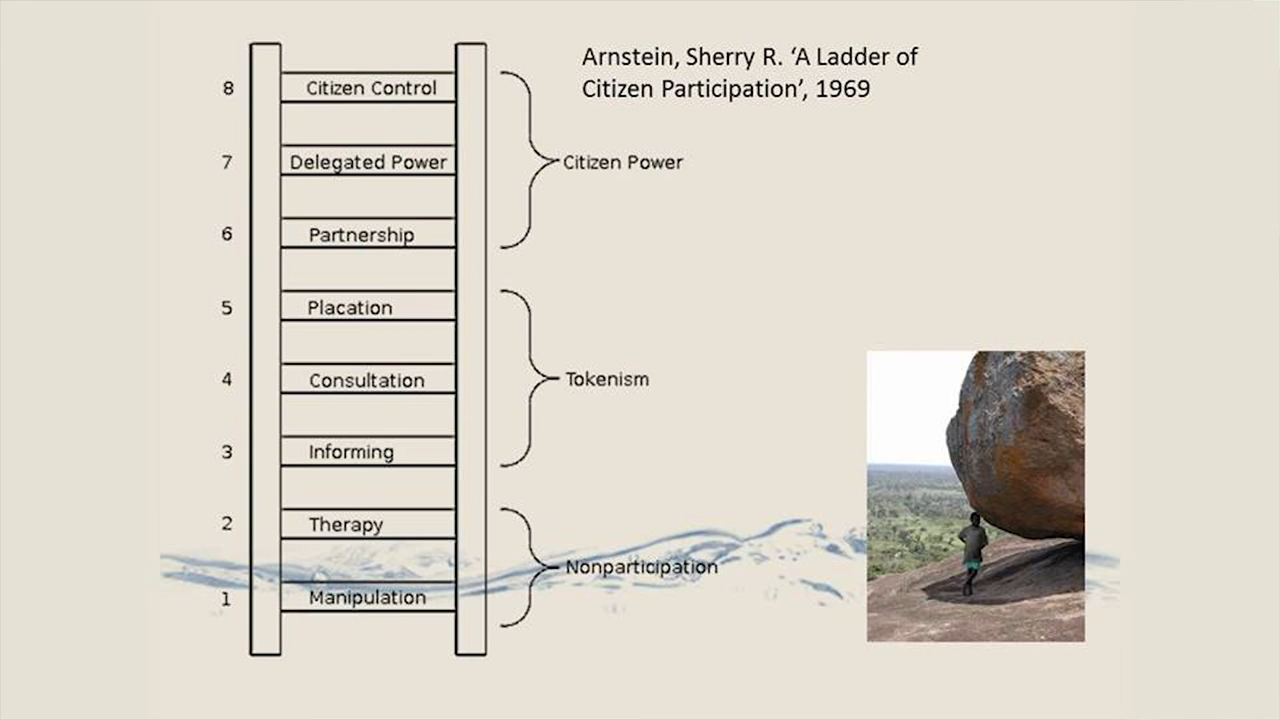 Arnstein, Sherry R. ‘A Ladder of
Citizen Participation’, 1969
8 Citizen Control
7 Delegated Power
Citizen Power
6 Partnership
5 Placation
4 Consultation
Tokenism
3 Informing
2 Therapy
Nonparticipation
1 Manipulation